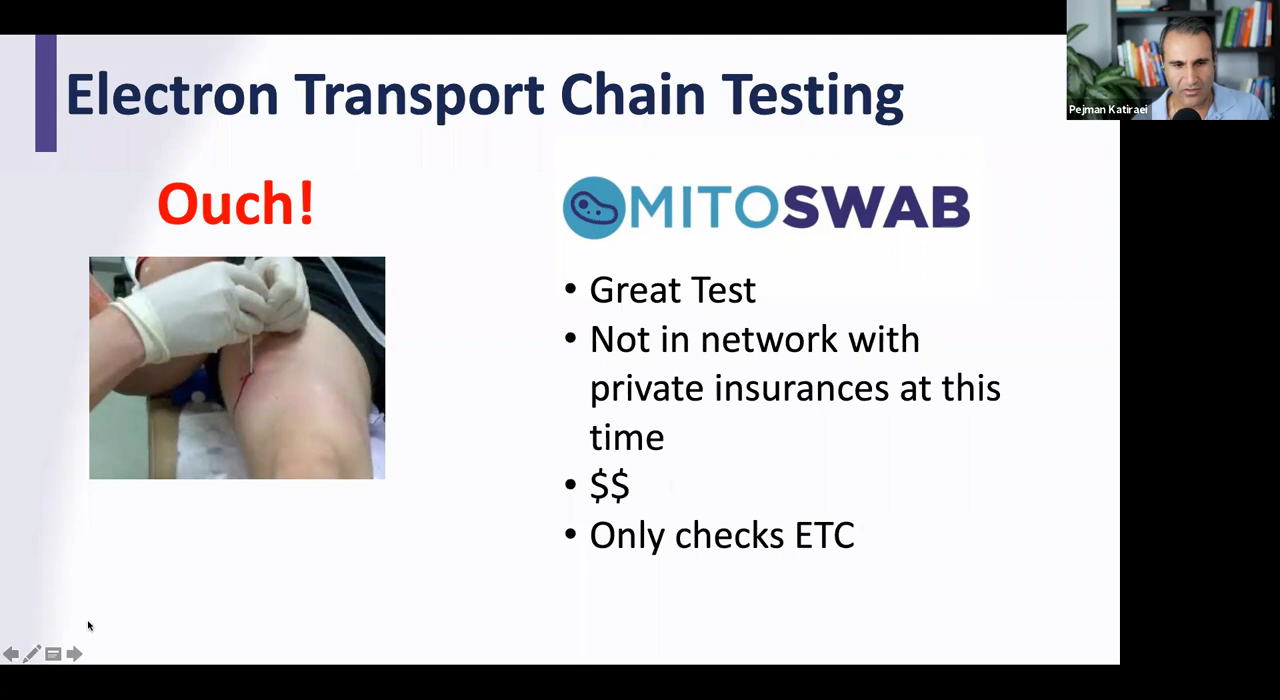 Electron Transport Chain Testing
Pejman Katiraei
Ouch!
MITOSWAB
• Great Test
• Not in network with
private insurances at this
time
• $$
• Only checks ETC